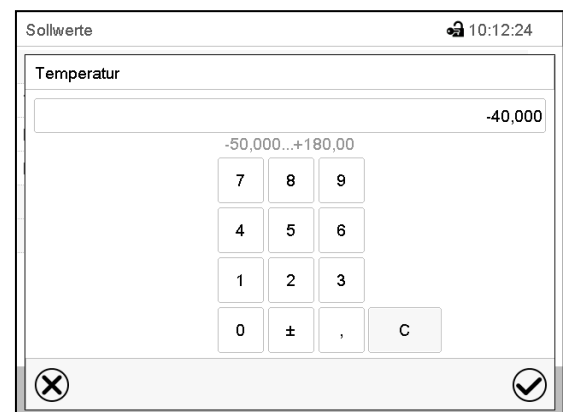 Sollwerte 10:12:24
Temperatur
-40,000
-50,000...+180,00
7 8 9
4 5 6
1 2 3
0 ± , C